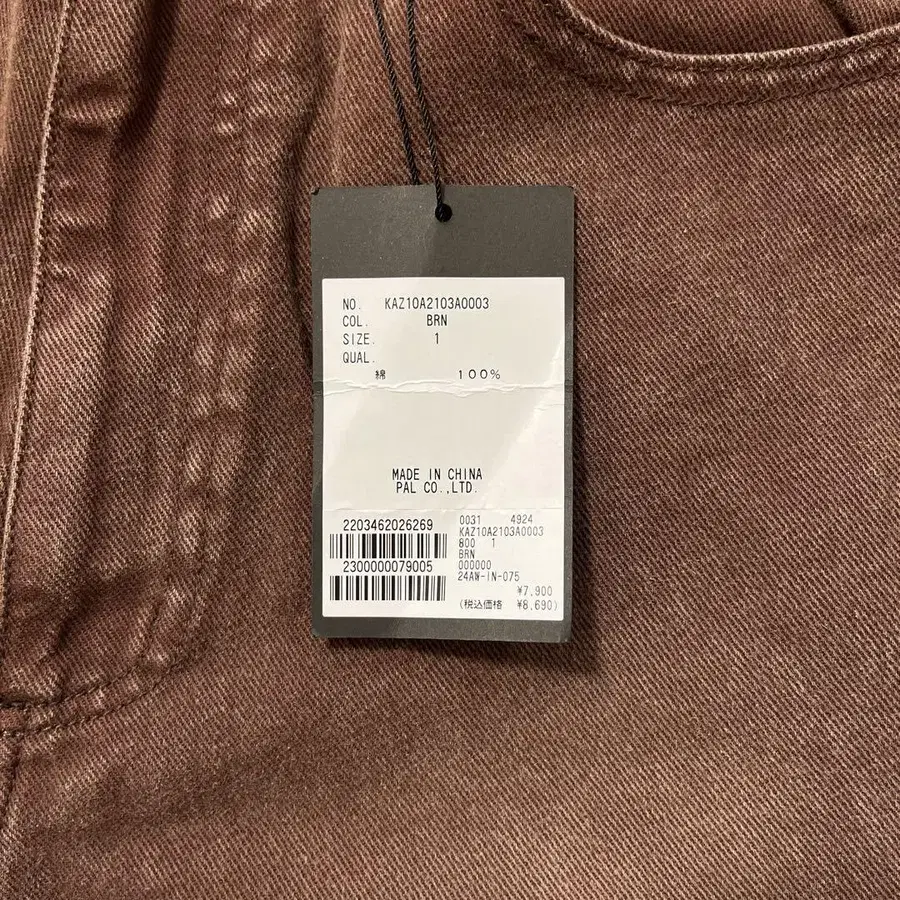 NO. KAZ10A2103A0003
COL. BRN
SIZE. 1
QUAL.
綿 100%
MADE IN CHINA
PAL CO.,LTD.
2203462026269
2300000079005
0031 4924
KAZ10A2103A0003
800 1
BRN
000000
24AW-IN-075
¥7,900
(税込価格 ¥8,690)